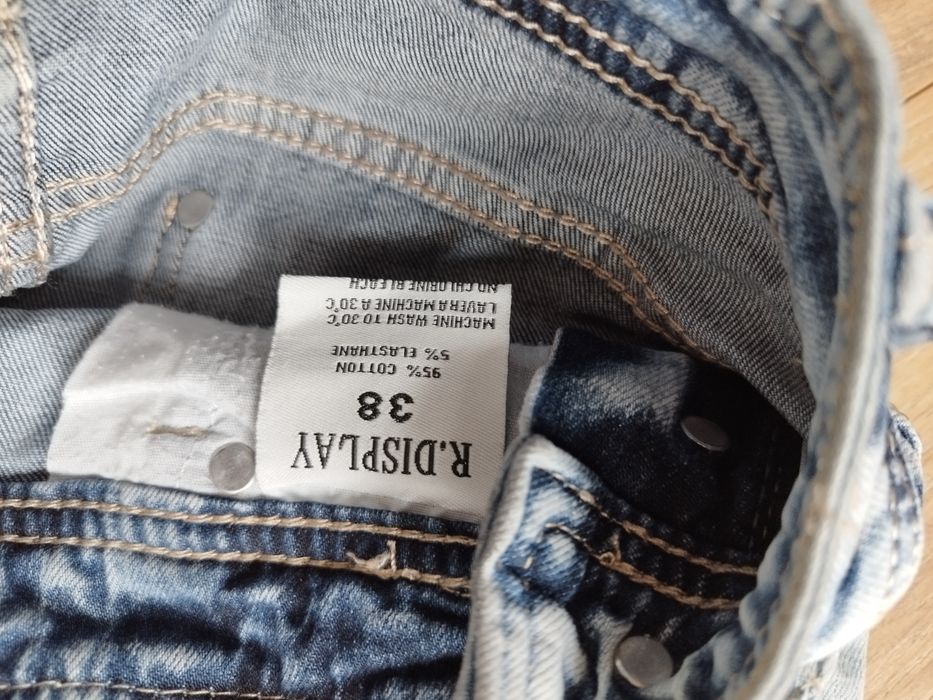 R.DISPLAY
38
95% COTTON
5% ELASTHANE
MACHINE WASH TO 30°C
LAVER A MACHINE A 30°C
NO CHLORINE BLEACH